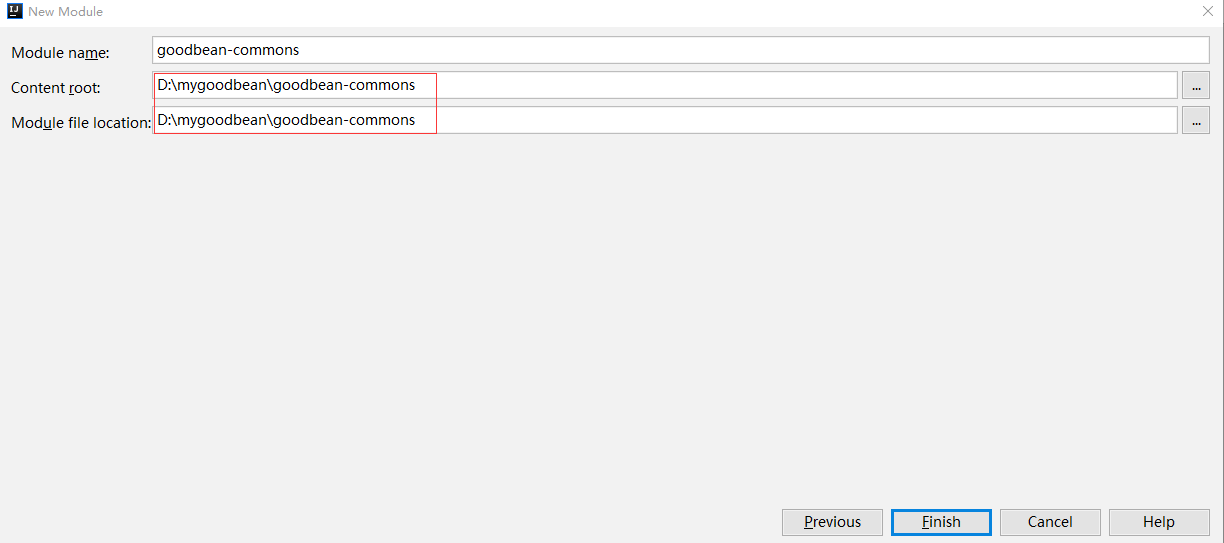 New Module
Module name: goodbean-commons
Content root: D:\mygoodbean\goodbean-commons ...
Module file location: D:\mygoodbean\goodbean-commons ...
Previous Finish Cancel Help